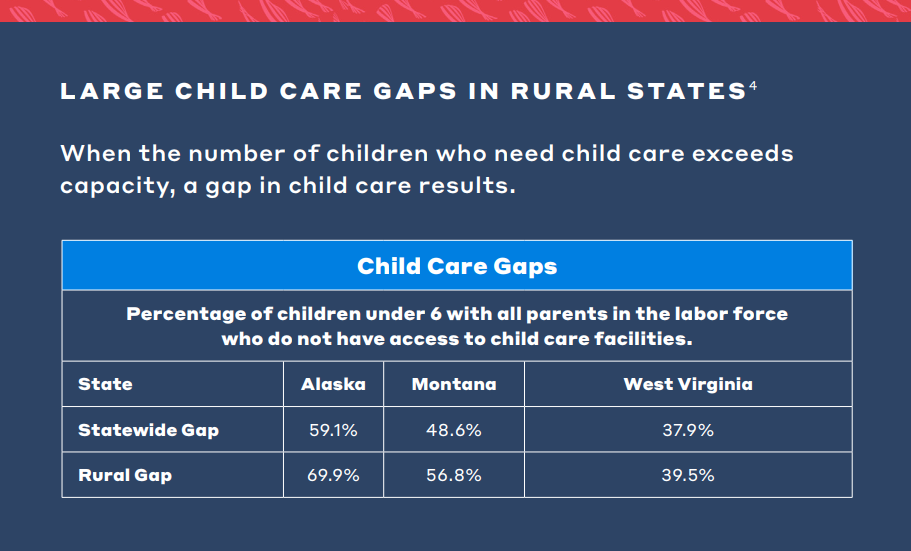 LARGE CHILD CARE GAPS IN RURAL STATES4
When the number of children who need child care exceeds
capacity, a gap in child care results.
Child Care Gaps
Percentage of children under 6 with all parents in the labor force
who do not have access to child care facilities.
State Alaska Montana West Virginia
Statewide Gap 59.1% 48.6% 37.9%
Rural Gap 69.9% 56.8% 39.5%